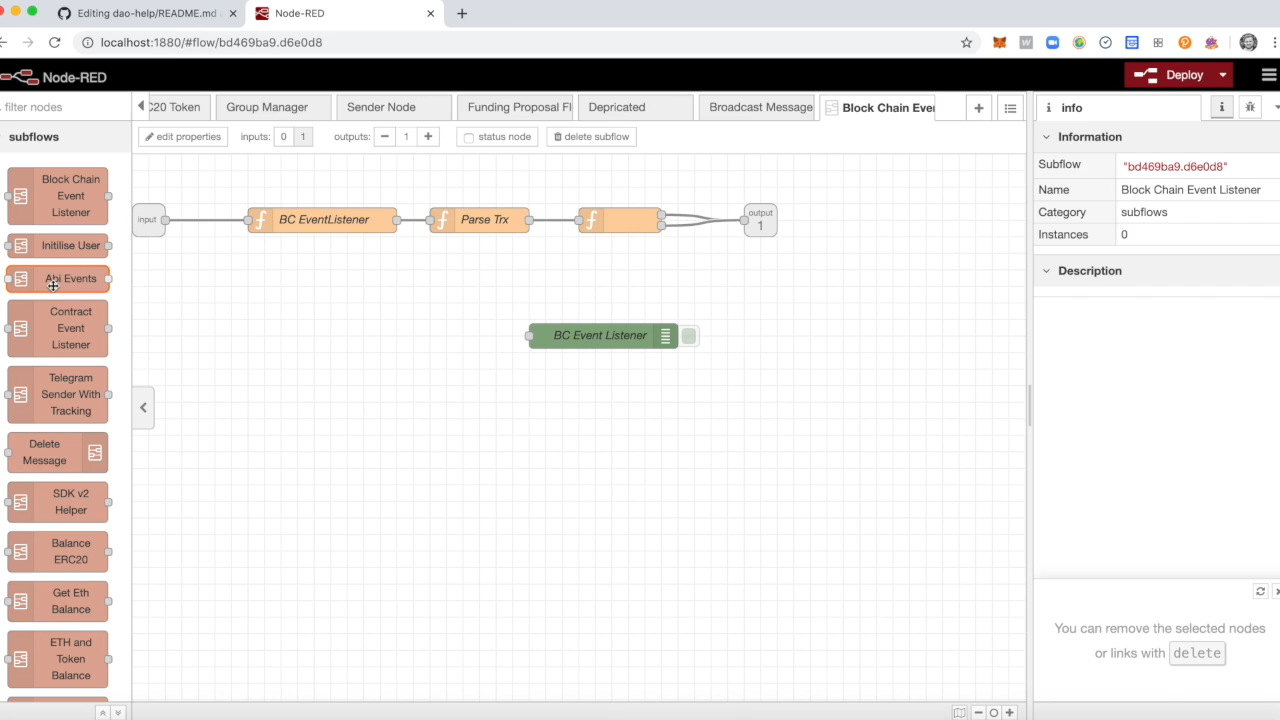 Editing dao-help/README.md
Node-RED
localhost:1880/#flow/bd469ba9.d6e0d8
Node-RED
Deploy
filter nodes
20 Token
Group Manager
Sender Node
Funding Proposal Fl
Depricated
Broadcast Message
Block Chain Even
i info
i
subflows
edit properties
inputs: 0 1
outputs: 1
status node
delete subflow
Information
Subflow "bd469ba9.d6e0d8"
Name Block Chain Event Listener
Category subflows
Instances 0
Description
Block Chain
Event
Listener
Initilise User
Abi Events
Contract
Event
Listener
Telegram
Sender With
Tracking
Delete
Message
SDK v2
Helper
Balance
ERC20
Get Eth
Balance
ETH and
Token
Balance
input
BC EventListener
Parse Trx
output
1
BC Event Listener
You can remove the selected nodes
or links with delete